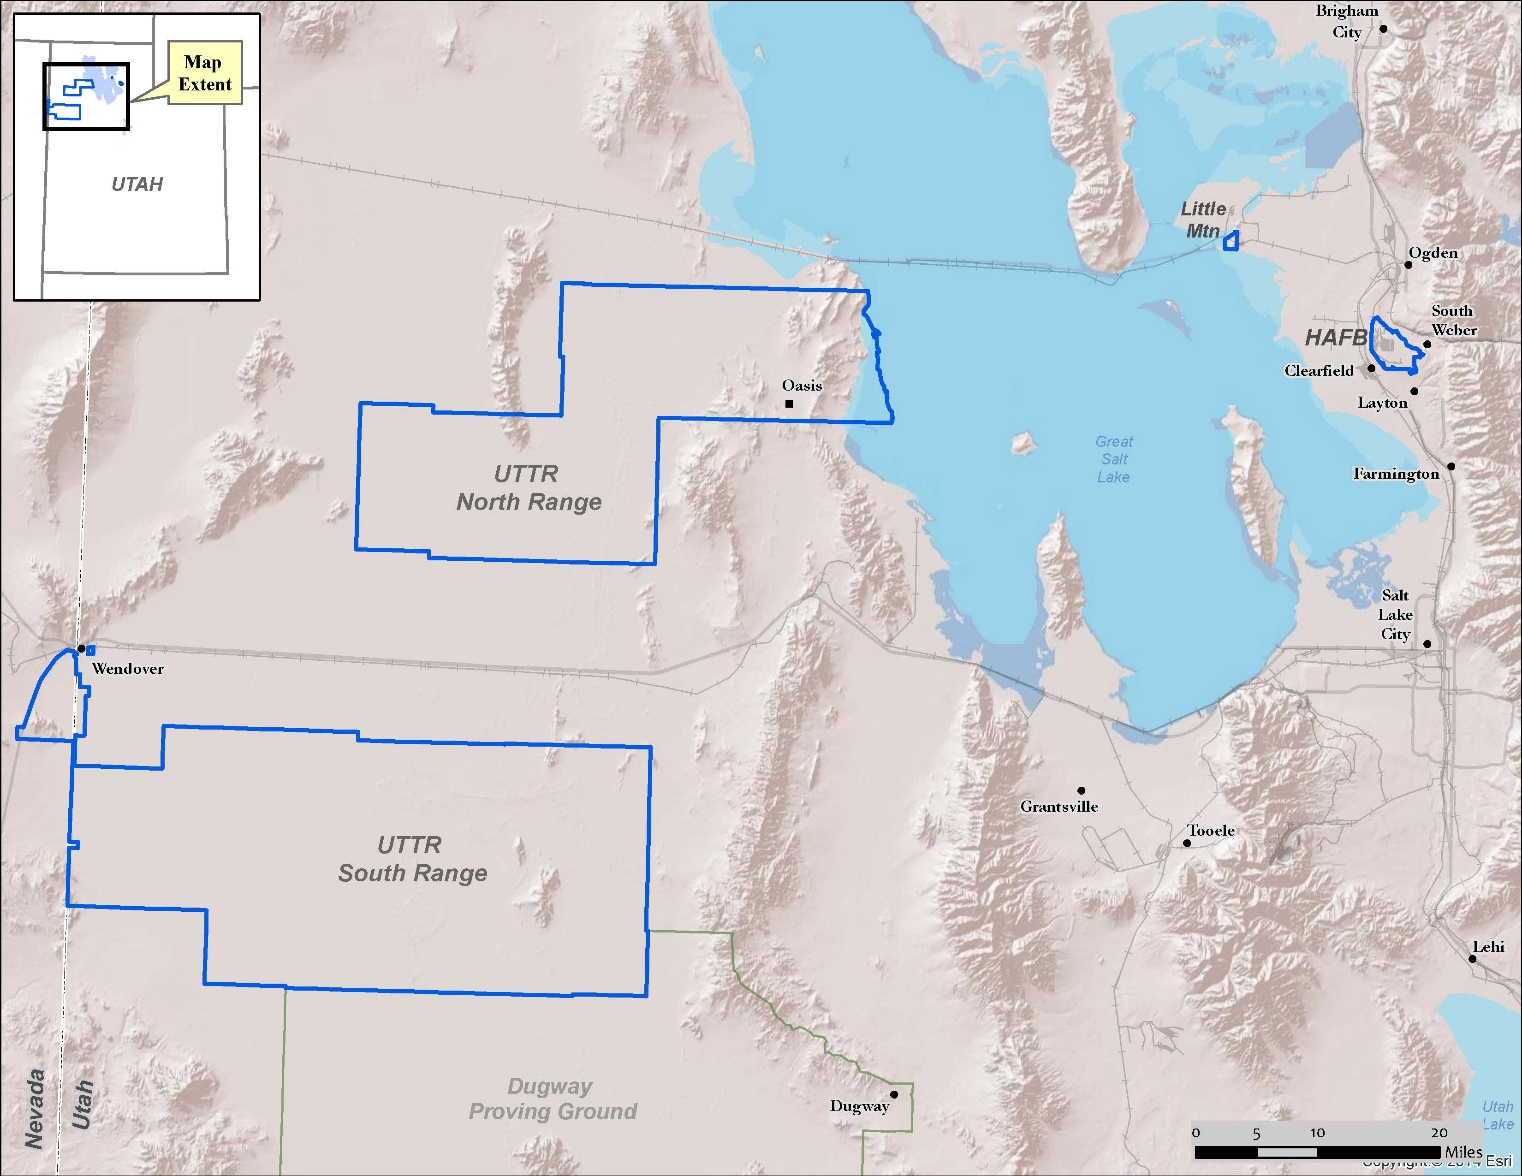 Map
Extent
UTAH
Brigham
City
Little
Mtn
Ogden
South
Weber
HAFB
Clearfield
Layton
Oasis
Great
Salt
Lake
Farmington
UTTR
North Range
Salt
Lake
City
Wendover
Grantsville
Tooele
UTTR
South Range
Lehi
Dugway
Proving Ground
Dugway
Nevada
Utah
Utah
Lake
0 5 10 20
Miles
Copyright:© 2014 Esri